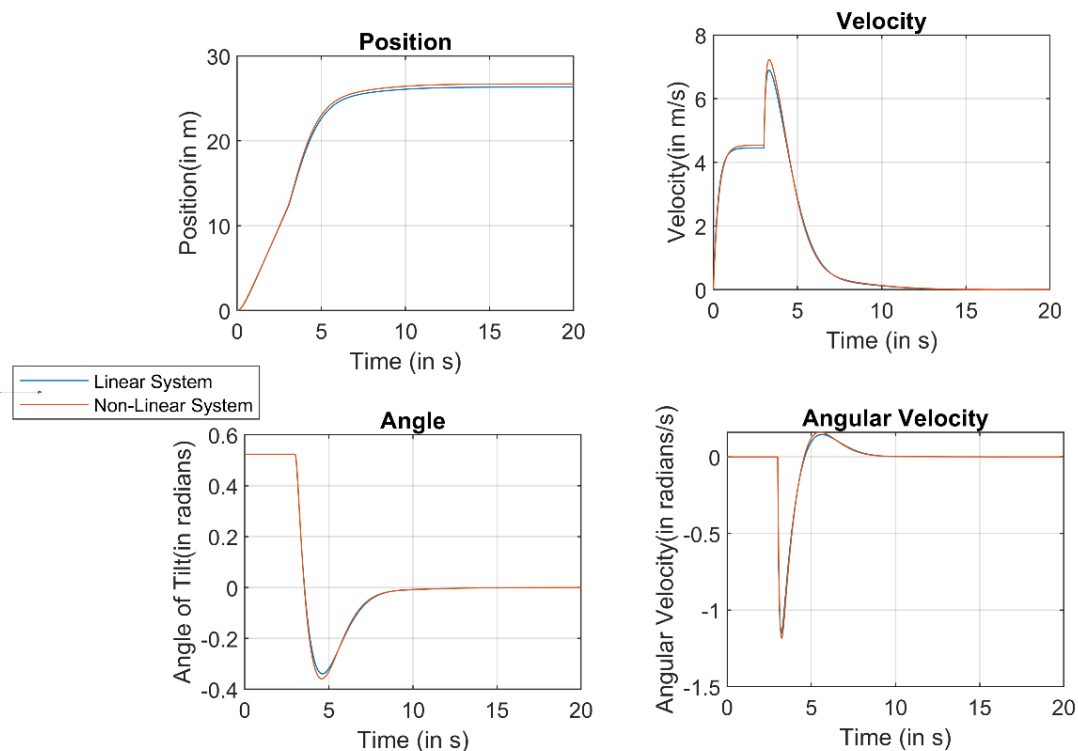 Position
30
20
10
0
0 5 10 15 20
Position(in m)
Time (in s)
Velocity
8
6
4
2
0
0 5 10 15 20
Velocity(in m/s)
Time (in s)
Linear System
Non-Linear System
Angle
0.6
0.4
0.2
0
-0.2
-0.4
0 5 10 15 20
Angle of Tilt(in radians)
Time (in s)
Angular Velocity
0
-0.5
-1
-1.5
0 5 10 15 20
Angular Velocity(in radians/s)
Time (in s)